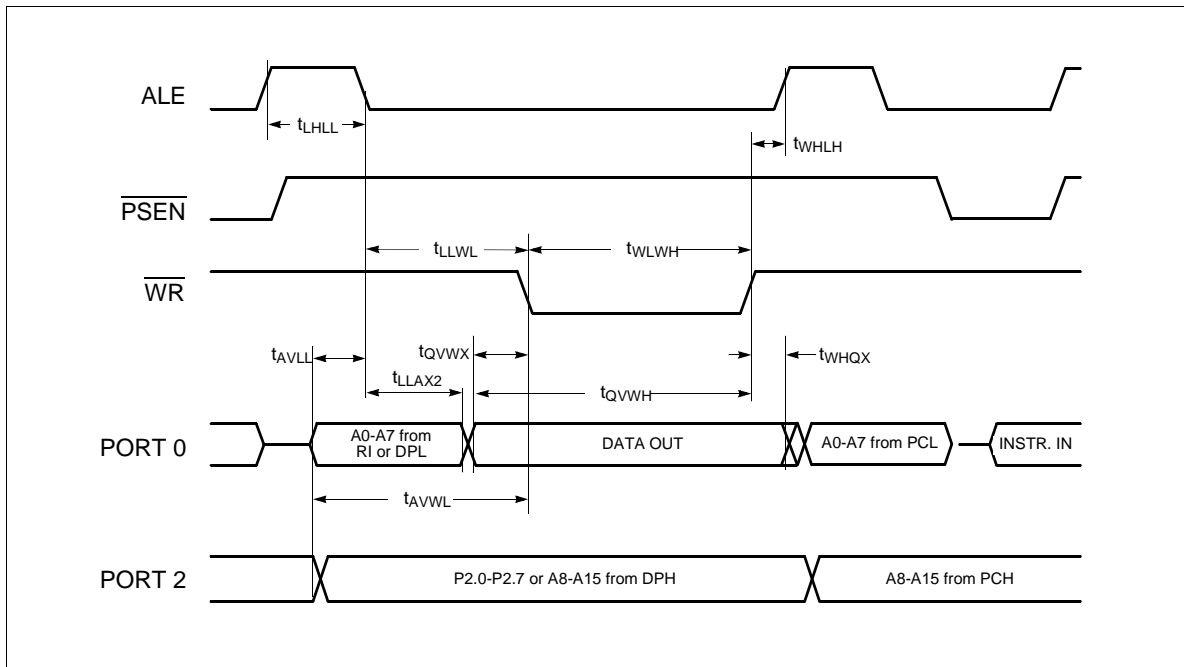 ALE
tLHLL
tWHLH
PSEN
tLLWL
tWLWH
WR
tAVLL
tQVWX
tWHQX
tLLAX2
tQVWH
PORT 0
A0-A7 from
RI or DPL
DATA OUT
A0-A7 from PCL
INSTR. IN
tAVWL
PORT 2
P2.0-P2.7 or A8-A15 from DPH
A8-A15 from PCH